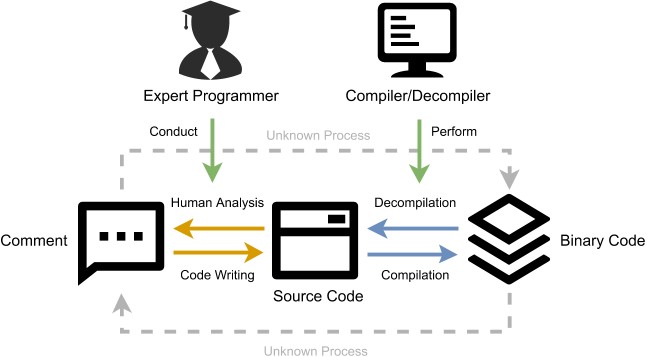 Expert Programmer
Compiler/Decompiler
Conduct
Unknown Process
Perform
Human Analysis
Decompilation
Comment
Binary Code
Code Writing
Compilation
Source Code
Unknown Process